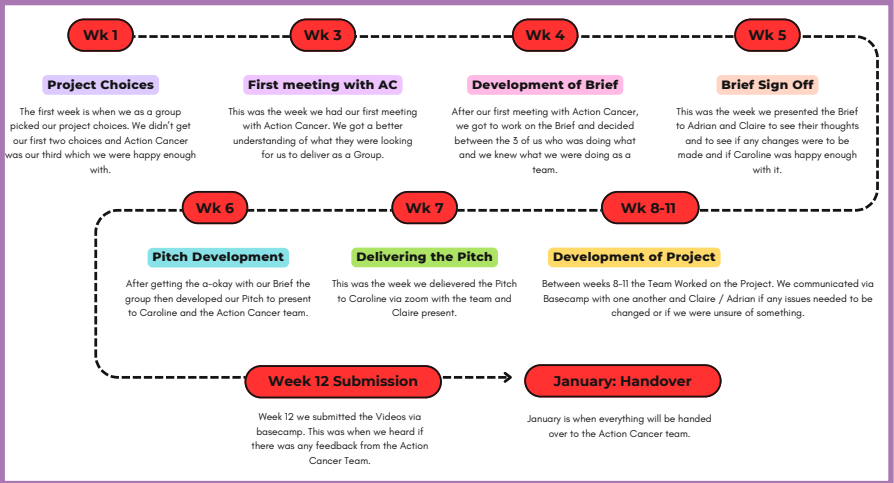 Wk 1
Wk 3
Wk 4
Wk 5
Project Choices
The first week is when we as a group
picked our project choices. We didn't get
our first two choices and Action Cancer
was our third which we were happy enough
with.
First meeting with AC
This was the week we had our first meeting
with Action Cancer. We got a better
understanding of what they were looking
for us to deliver as a Group.
Development of Brief
After our first meeting with Action Cancer,
we got to work on the Brief and decided
between the 3 of us who was doing what
and we knew what we were doing as a
team.
Brief Sign Off
This was the week we presented the Brief
to Adrian and Claire to see their thoughts
and to see if any changes were to be
made and if Caroline was happy enough
with it.
Wk 6
Wk 7
Wk 8-11
Pitch Development
After getting the a-okay with our Brief the
group then developed our Pitch to present
to Caroline and the Action Cancer team.
Delivering the Pitch
This was the week we delievered the Pitch
to Caroline via zoom with the team and
Claire present.
Development of Project
Between weeks 8-11 the Team Worked on the Project. We communicated via
Basecamp with one another and Claire / Adrian if any issues needed to be
changed or if we were unsure of something.
Week 12 Submission
Week 12 we submitted the Videos via
basecamp. This was when we heard if
there was any feedback from the Action
Cancer Team.
January: Handover
January is when everything will be handed
over to the Action Cancer team.